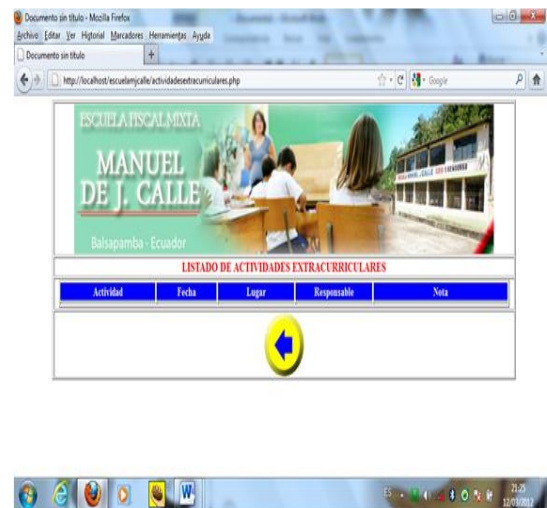 Documento sin título - Mozilla Firefox
Archivo Editar Ver Historial Marcadores Herramientas Ayuda
Documento sin título
http://localhost/escuelamjcalle/actividadesextracurriculares.php
Google
ESCUELA FISCAL MIXTA
MANUEL
DE J. CALLE
Balsapamba - Ecuador
LISTADO DE ACTIVIDADES EXTRACURRICULARES
Actividad Fecha Lugar Responsable Nota
ES
21:25
12/03/2012